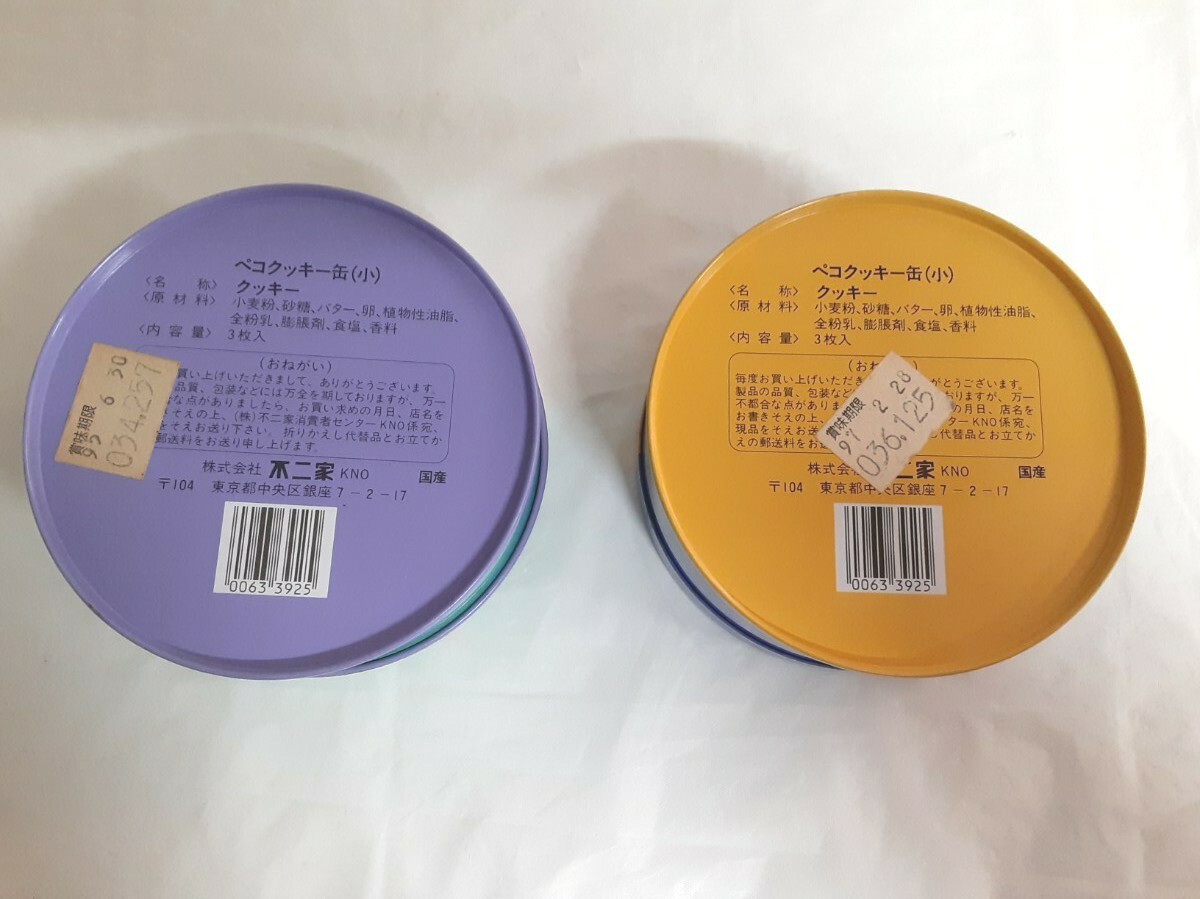 ペコクッキー缶(小)
〈名 称〉 クッキー
〈原材料〉 小麦粉、砂糖、バター、卵、植物性油脂、
全粉乳、膨脹剤、食塩、香料
〈内容量〉 3枚入
(おねがい)
買い上げいただきまして、ありがとうございます。
品質、包装などには万全を期しておりますが、万一
な点がありましたら、お買い求めの月日、店名を
きそえの上、(株)不二家消費者センターKNO係宛、
をそえお送り下さい。折りかえし代替品とお立てか
郵送料をお送り申し上げます。
賞味期限
93 6 30
034.257
株式会社 不二家 KNO 国産
〒104 東京都中央区銀座7-2-17
0063 3925
ペコクッキー缶(小)
〈名 称〉 クッキー
〈原材料〉 小麦粉、砂糖、バター、卵、植物性油脂、
全粉乳、膨脹剤、食塩、香料
〈内容量〉 3枚入
(おね
毎度お買い上げいただき がとうございます。
製品の品質、包装など ておりますが、万一
不都合な点がありま の月日、店名を
お書きそえの上、 ターKNO係宛、
現品をそえお送 し代替品とお立てか
えの郵送料をお
賞味期限
97 2 28
036.125
株式会 二家 KNO 国産
〒104 東京都中央区銀座7-2-17
0063 3925